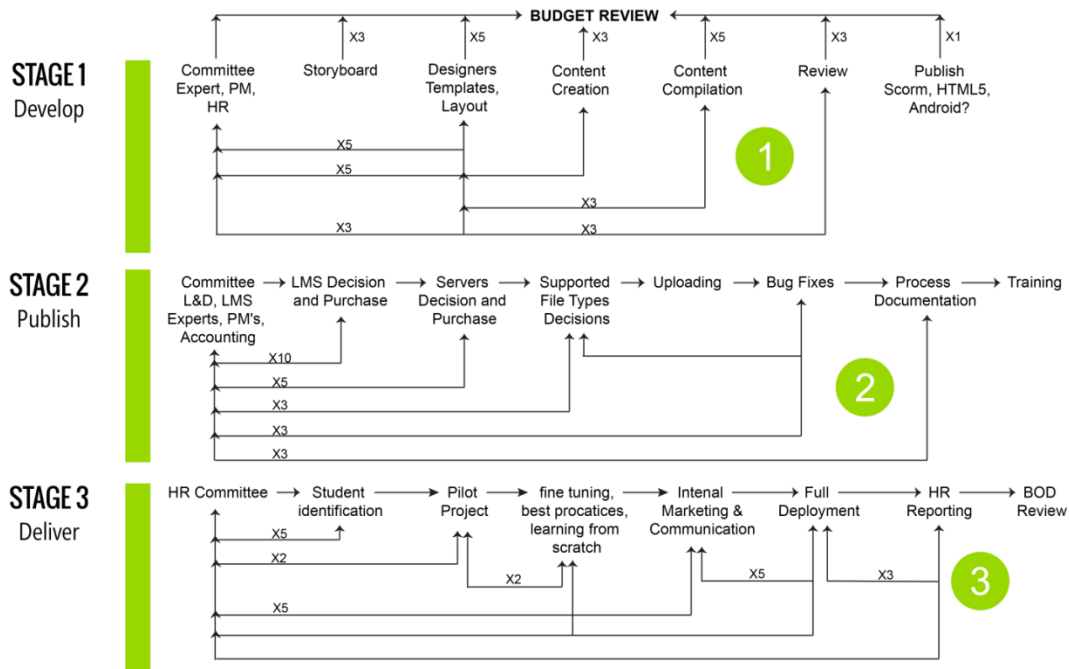 BUDGET REVIEW
X3
X5
X3
X5
X3
X1
STAGE 1
Develop
Committee
Expert, PM,
HR
Storyboard
Designers
Templates,
Layout
Content
Creation
Content
Compilation
Review
Publish
Scorm, HTML5,
Android?
X5
X5
X3
X3
X3
1
STAGE 2
Publish
Committee
L&D, LMS
Experts, PM's,
Accounting
LMS Decision
and Purchase
Servers
Decision and
Purchase
Supported
File Types
Decisions
Uploading
Bug Fixes
Process
Documentation
Training
X10
X5
X3
X3
X3
2
STAGE 3
Deliver
HR Committee
Student
identification
Pilot
Project
fine tuning,
best procatices,
learning from
scratch
Intenal
Marketing &
Communication
Full
Deployment
HR
Reporting
BOD
Review
X5
X2
X2
X5
X3
X5
3